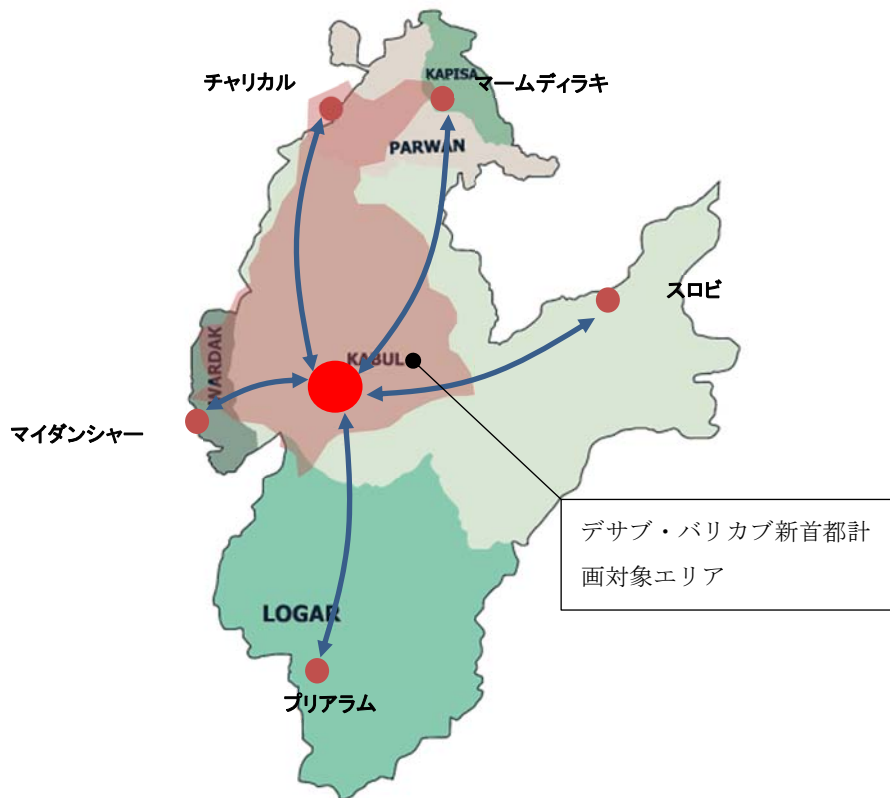 チャリカル
KAPISA
マームディラキ
PARWAN
スロビ
KABUL
WARDAK
マイダンシャー
デサブ・バリカブ新首都計
画対象エリア
LOGAR
プリアラム